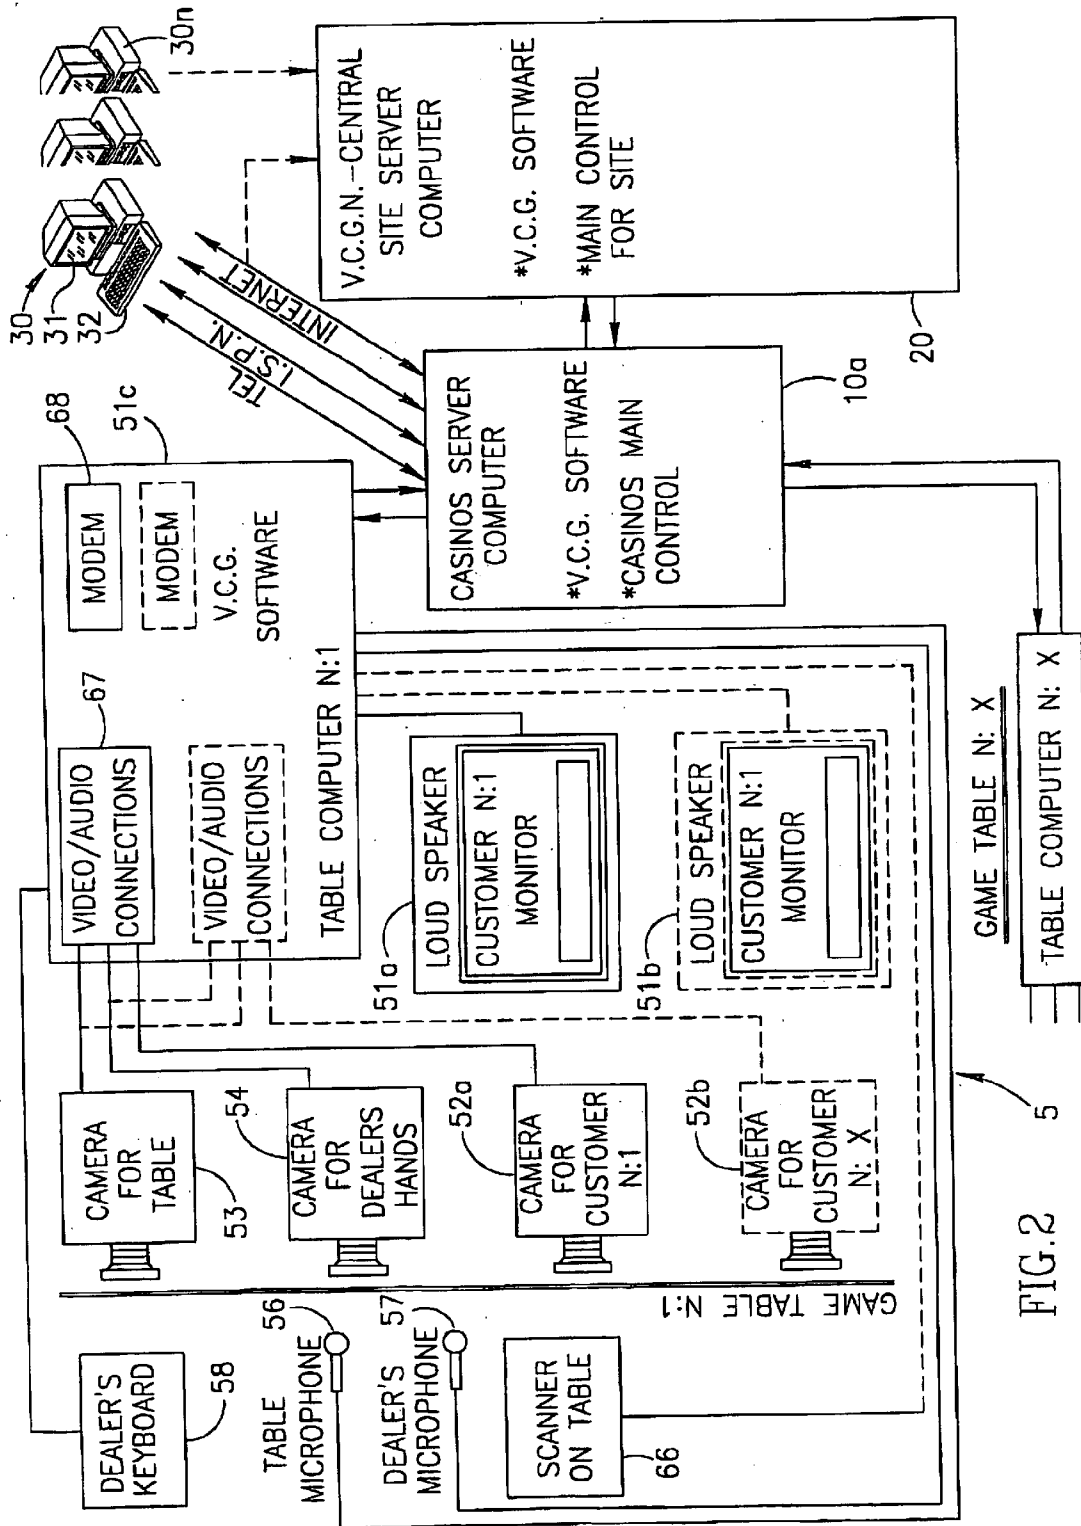 DEALER'S
KEYBOARD
58
TABLE
MICROPHONE
56
DEALER'S
MICROPHONE
57
SCANNER
ON TABLE
66
GAME TABLE N:1
CAMERA
FOR
TABLE
53
CAMERA
FOR
DEALERS
HANDS
54
CAMERA
FOR
CUSTOMER
N:1
52a
CAMERA
FOR
CUSTOMER
N: X
52b
VIDEO/AUDIO
CONNECTIONS
67
VIDEO/AUDIO
CONNECTIONS
MODEM
68
MODEM
51c
V.C.G.
SOFTWARE
TABLE COMPUTER N:1
LOUD SPEAKER
CUSTOMER N:1
MONITOR
51a
LOUD SPEAKER
CUSTOMER N:1
MONITOR
51b
30
31
32
30n
TEL
I.S.P.N.
INTERNET
CASINOS SERVER
COMPUTER
*V.C.G. SOFTWARE
*CASINOS MAIN
CONTROL
10a
V.C.G.N.-CENTRAL
SITE SERVER
COMPUTER
*V.C.G. SOFTWARE
*MAIN CONTROL
FOR SITE
20
GAME TABLE N: X
TABLE COMPUTER N: X
5
FIG.2